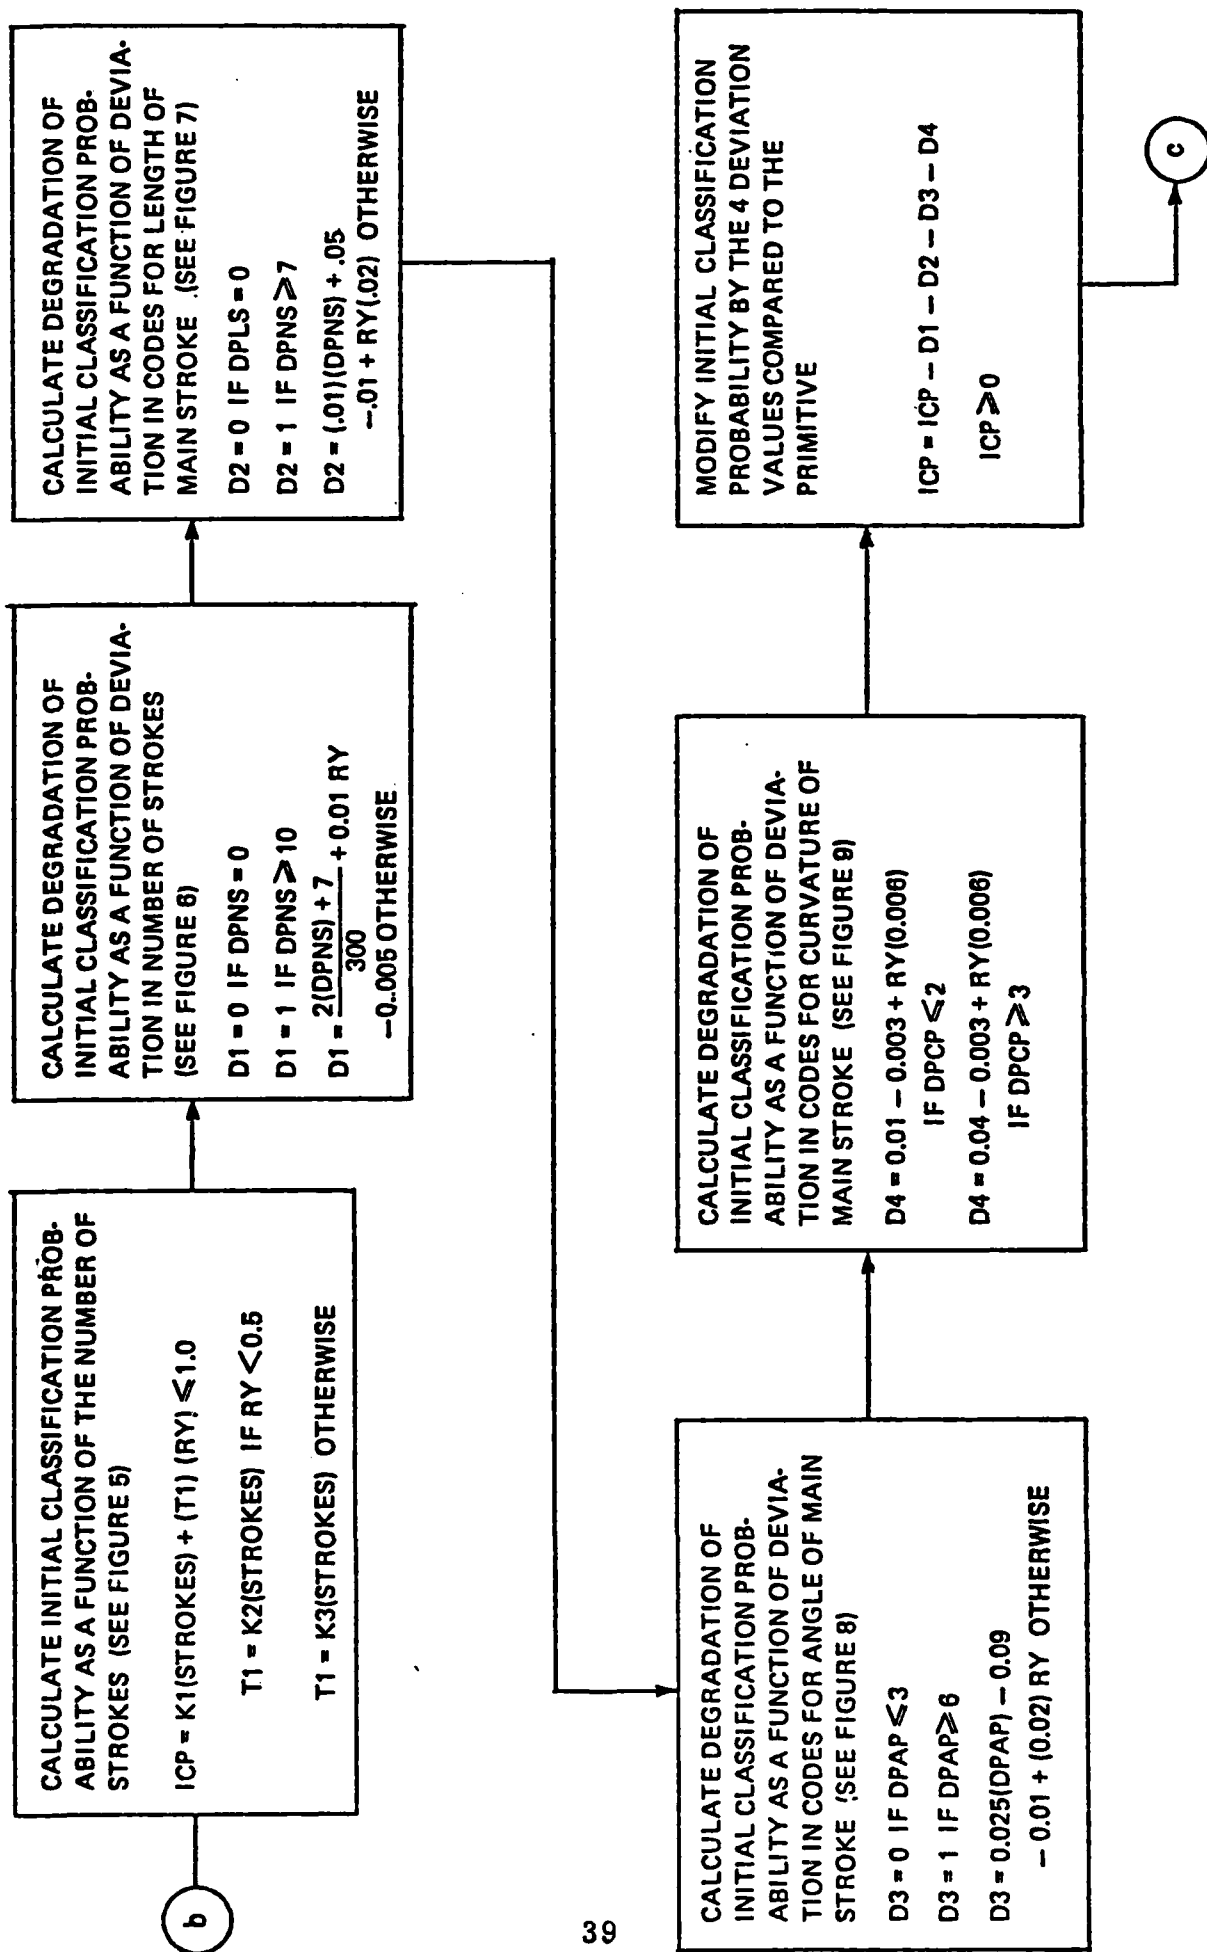 b
CALCULATE INITIAL CLASSIFICATION PROB-
ABILITY AS A FUNCTION OF THE NUMBER OF
STROKES (SEE FIGURE 5)
ICP = K1(STROKES) + (T1) (RY) ⩽ 1.0
T1 = K2(STROKES) IF RY < 0.5
T1 = K3(STROKES) OTHERWISE
CALCULATE DEGRADATION OF
INITIAL CLASSIFICATION PROB-
ABILITY AS A FUNCTION OF DEVIA-
TION IN NUMBER OF STROKES
(SEE FIGURE 6)
D1 = 0 IF DPNS = 0
D1 = 1 IF DPNS ⩾ 10
D1 = 2(DPNS) + 7 / 300 + 0.01 RY
−0.005 OTHERWISE
CALCULATE DEGRADATION OF
INITIAL CLASSIFICATION PROB-
ABILITY AS A FUNCTION OF DEVIA-
TION IN CODES FOR LENGTH OF
MAIN STROKE (SEE FIGURE 7)
D2 = 0 IF DPLS = 0
D2 = 1 IF DPNS ⩾ 7
D2 = (.01)(DPNS) + .05
−.01 + RY(.02) OTHERWISE
CALCULATE DEGRADATION OF
INITIAL CLASSIFICATION PROB-
ABILITY AS A FUNCTION OF DEVIA-
TION IN CODES FOR ANGLE OF MAIN
STROKE (SEE FIGURE 8)
D3 = 0 IF DPAP ⩽ 3
D3 = 1 IF DPAP ⩾ 6
D3 = 0.025(DPAP) − 0.09
− 0.01 + (0.02) RY OTHERWISE
CALCULATE DEGRADATION OF
INITIAL CLASSIFICATION PROB-
ABILITY AS A FUNCTION OF DEVIA-
TION IN CODES FOR CURVATURE OF
MAIN STROKE (SEE FIGURE 9)
D4 = 0.01 − 0.003 + RY(0.006)
IF DPCP ⩽ 2
D4 = 0.04 − 0.003 + RY(0.006)
IF DPCP ⩾ 3
MODIFY INITIAL CLASSIFICATION
PROBABILITY BY THE 4 DEVIATION
VALUES COMPARED TO THE
PRIMITIVE
ICP = ICP − D1 − D2 − D3 − D4
ICP ⩾ 0
c
39